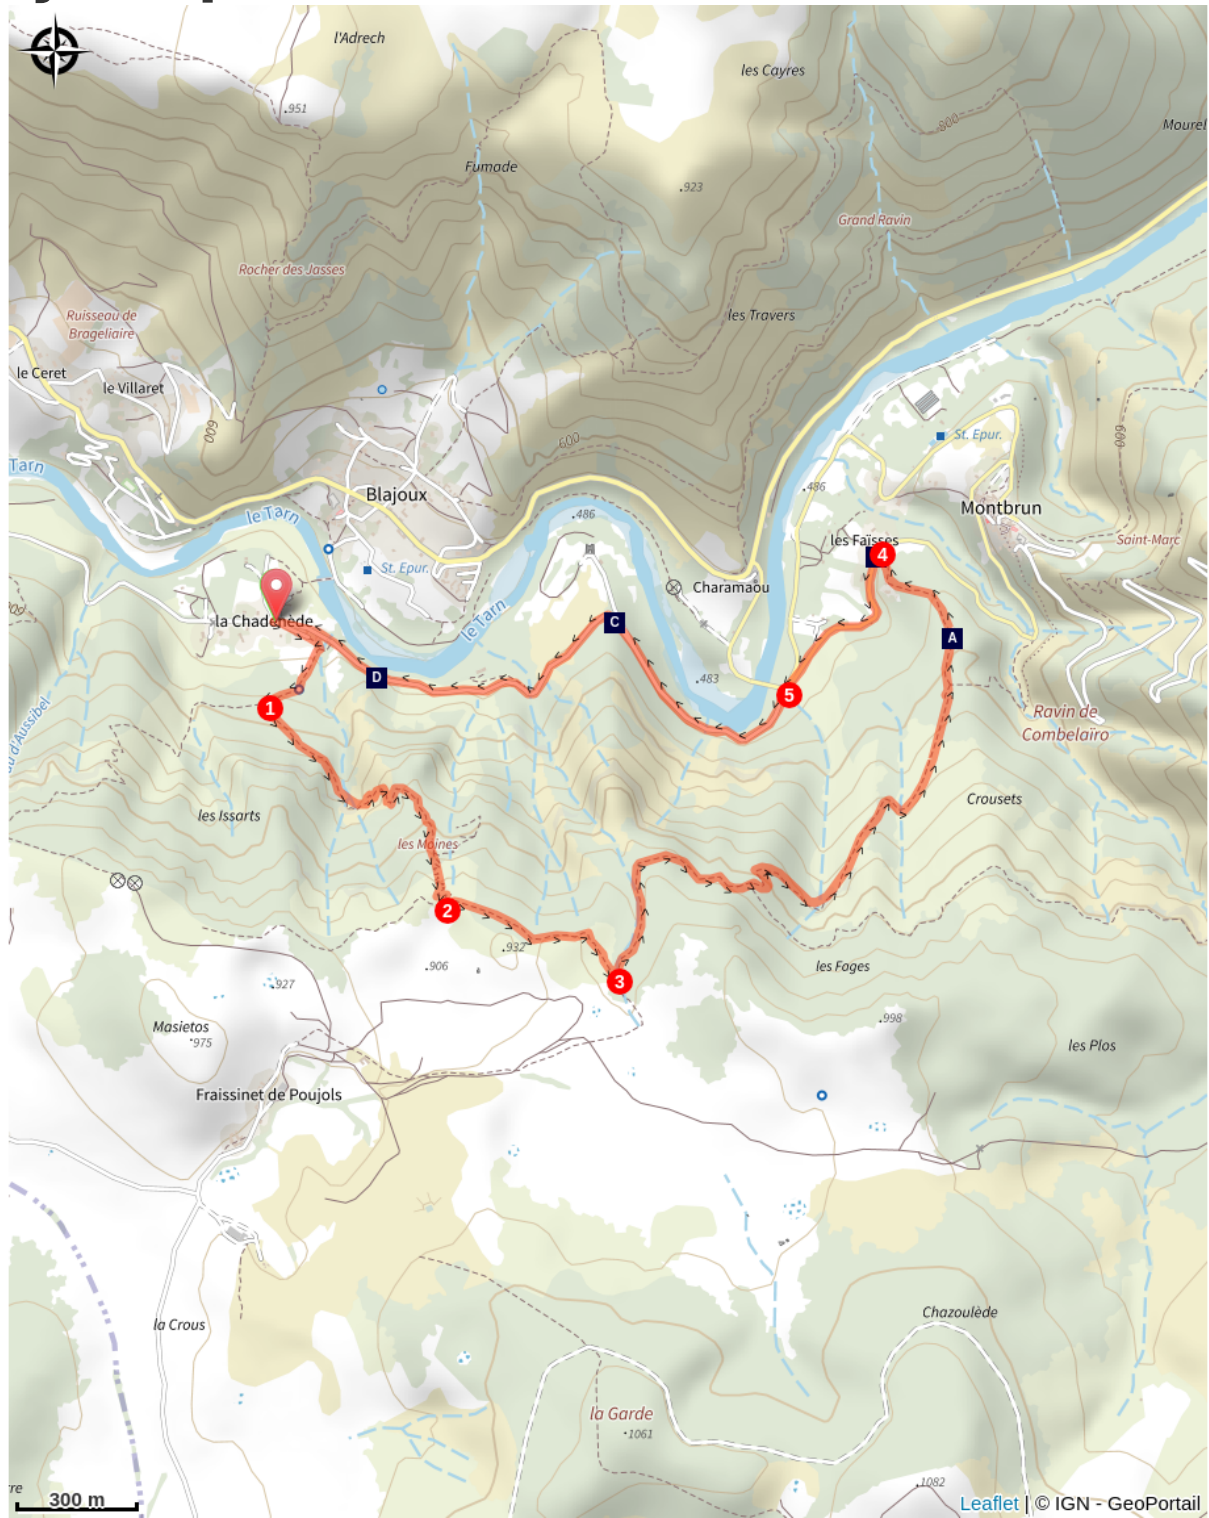 l'Adrech
les Cayres
951
800
Mourel
Fumade
923
Grand Ravin
Rocher des Jasses
Ruisseau de
Brageliaire
les Travers
le Ceret
le Villaret
600
600
600
St. Epur.
Tarn
Blajoux
486
486
Montbrun
le Tarn
les Faïsses
4
Saint-Marc
St. Epur.
Charamaou
le Tarn
la Chadenède
C
A
D
483
5
1
Ravin de
Combelaïro
u d'Aussibel
Crousets
les Issarts
les Moines
2
932
906
3
les Fages
927
998
Masietos
975
les Plos
Fraissinet de Poujols
la Crous
Chazoulède
la Garde
1061
1082
re
300 m
Leaflet | © IGN - GeoPortail